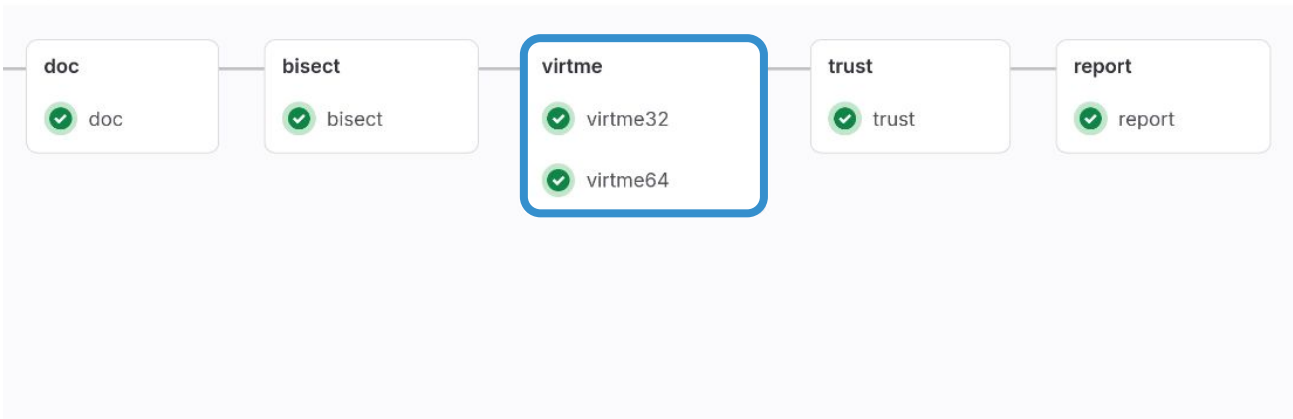 doc
doc
bisect
bisect
virtme
virtme32
virtme64
trust
trust
report
report